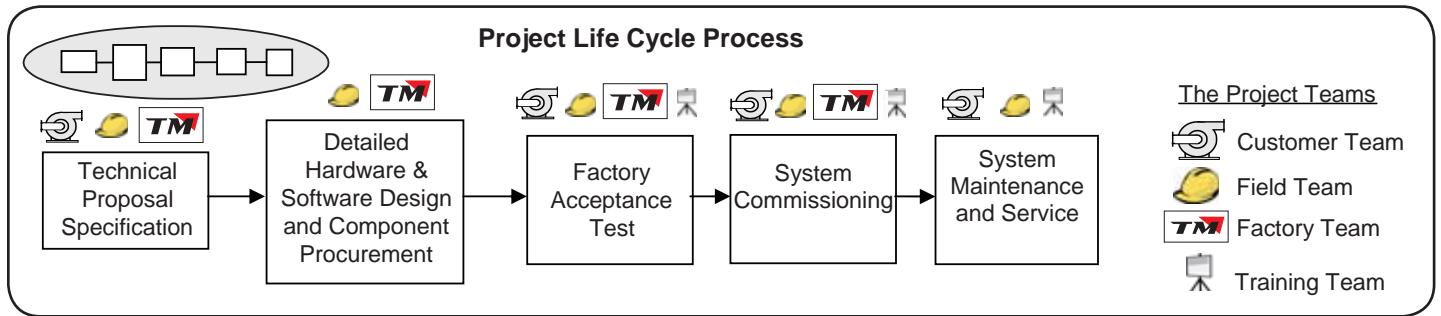 Project Life Cycle Process
TM
TM
TM
TM
Technical
Proposal
Specification
Detailed
Hardware &
Software Design
and Component
Procurement
Factory
Acceptance
Test
System
Commissioning
System
Maintenance
and Service
The Project Teams
Customer Team
Field Team
TM Factory Team
Training Team